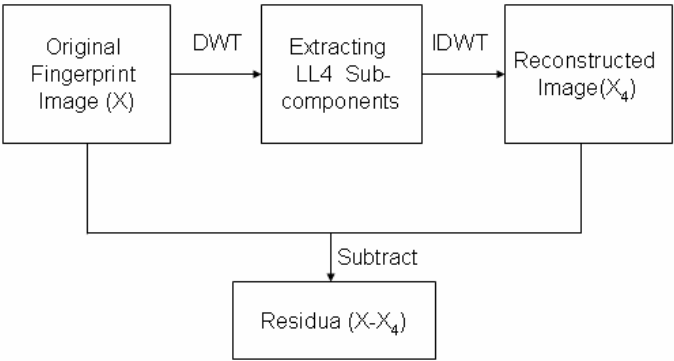 Original
Fingerprint
Image (X)
DWT
Extracting
LL4 Sub-
components
IDWT
Reconstructed
Image(X₄)
Subtract
Residua (X-X₄)